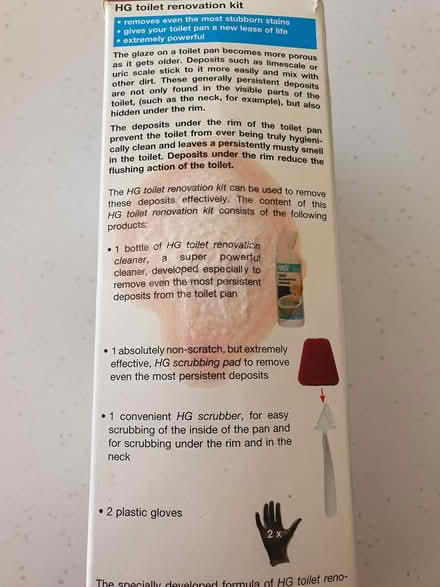 HG toilet renovation kit
• removes even the most stubborn stains
• gives your toilet pan a new lease of life
• extremely powerful
The glaze on a toilet pan becomes more porous
as it gets older. Deposits such as limescale or
uric scale stick to it more easily and mix with
other dirt. These generally persistent deposits
are not only found in the visible parts of the
toilet, (such as the neck, for example), but also
hidden under the rim.
The deposits under the rim of the toilet pan
prevent the toilet from ever being truly hygieni-
cally clean and leaves a persistently musty smell
in the toilet. Deposits under the rim reduce the
flushing action of the toilet.
The HG toilet renovation kit can be used to remove
these deposits effectively. The content of this
HG toilet renovation kit consists of the following
products:
• 1 bottle of HG toilet renovation
cleaner, a super powerful
cleaner, developed especially to
remove even the most persistent
deposits from the toilet pan
HG
• 1 absolutely non-scratch, but extremely
effective, HG scrubbing pad to remove
even the most persistent deposits
• 1 convenient HG scrubber, for easy
scrubbing of the inside of the pan and
for scrubbing under the rim and in the
neck
• 2 plastic gloves
2 x
The specially developed formula of HG toilet reno-